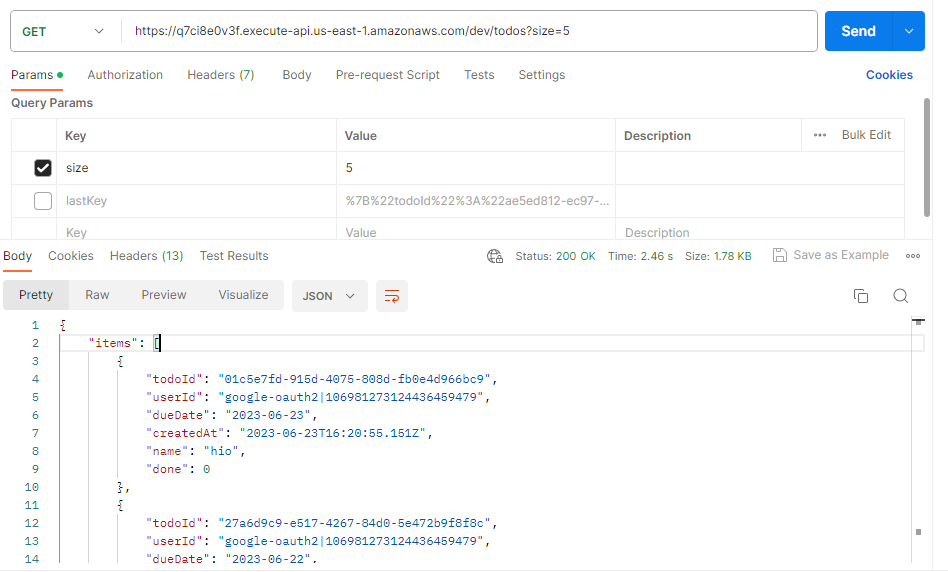 GET https://q7ci8e0v3f.execute-api.us-east-1.amazonaws.com/dev/todos?size=5 Send
Params Authorization Headers (7) Body Pre-request Script Tests Settings Cookies
Query Params
Key Value Description ••• Bulk Edit
size 5
lastKey %7B%22todoId%22%3A%22ae5ed812-ec97-...
Key Value Description
Body Cookies Headers (13) Test Results Status: 200 OK Time: 2.46 s Size: 1.78 KB Save as Example
Pretty Raw Preview Visualize JSON
1 {
2 "items": [
3 {
4 "todoId": "01c5e7fd-915d-4075-808d-fb0e4d966bc9",
5 "userId": "google-oauth2|106981273124436459479",
6 "dueDate": "2023-06-23",
7 "createdAt": "2023-06-23T16:20:55.151Z",
8 "name": "hio",
9 "done": 0
10 },
11 {
12 "todoId": "27a6d9c9-e517-4267-84d0-5e472b9f8f8c",
13 "userId": "google-oauth2|106981273124436459479",
14 "dueDate": "2023-06-22",